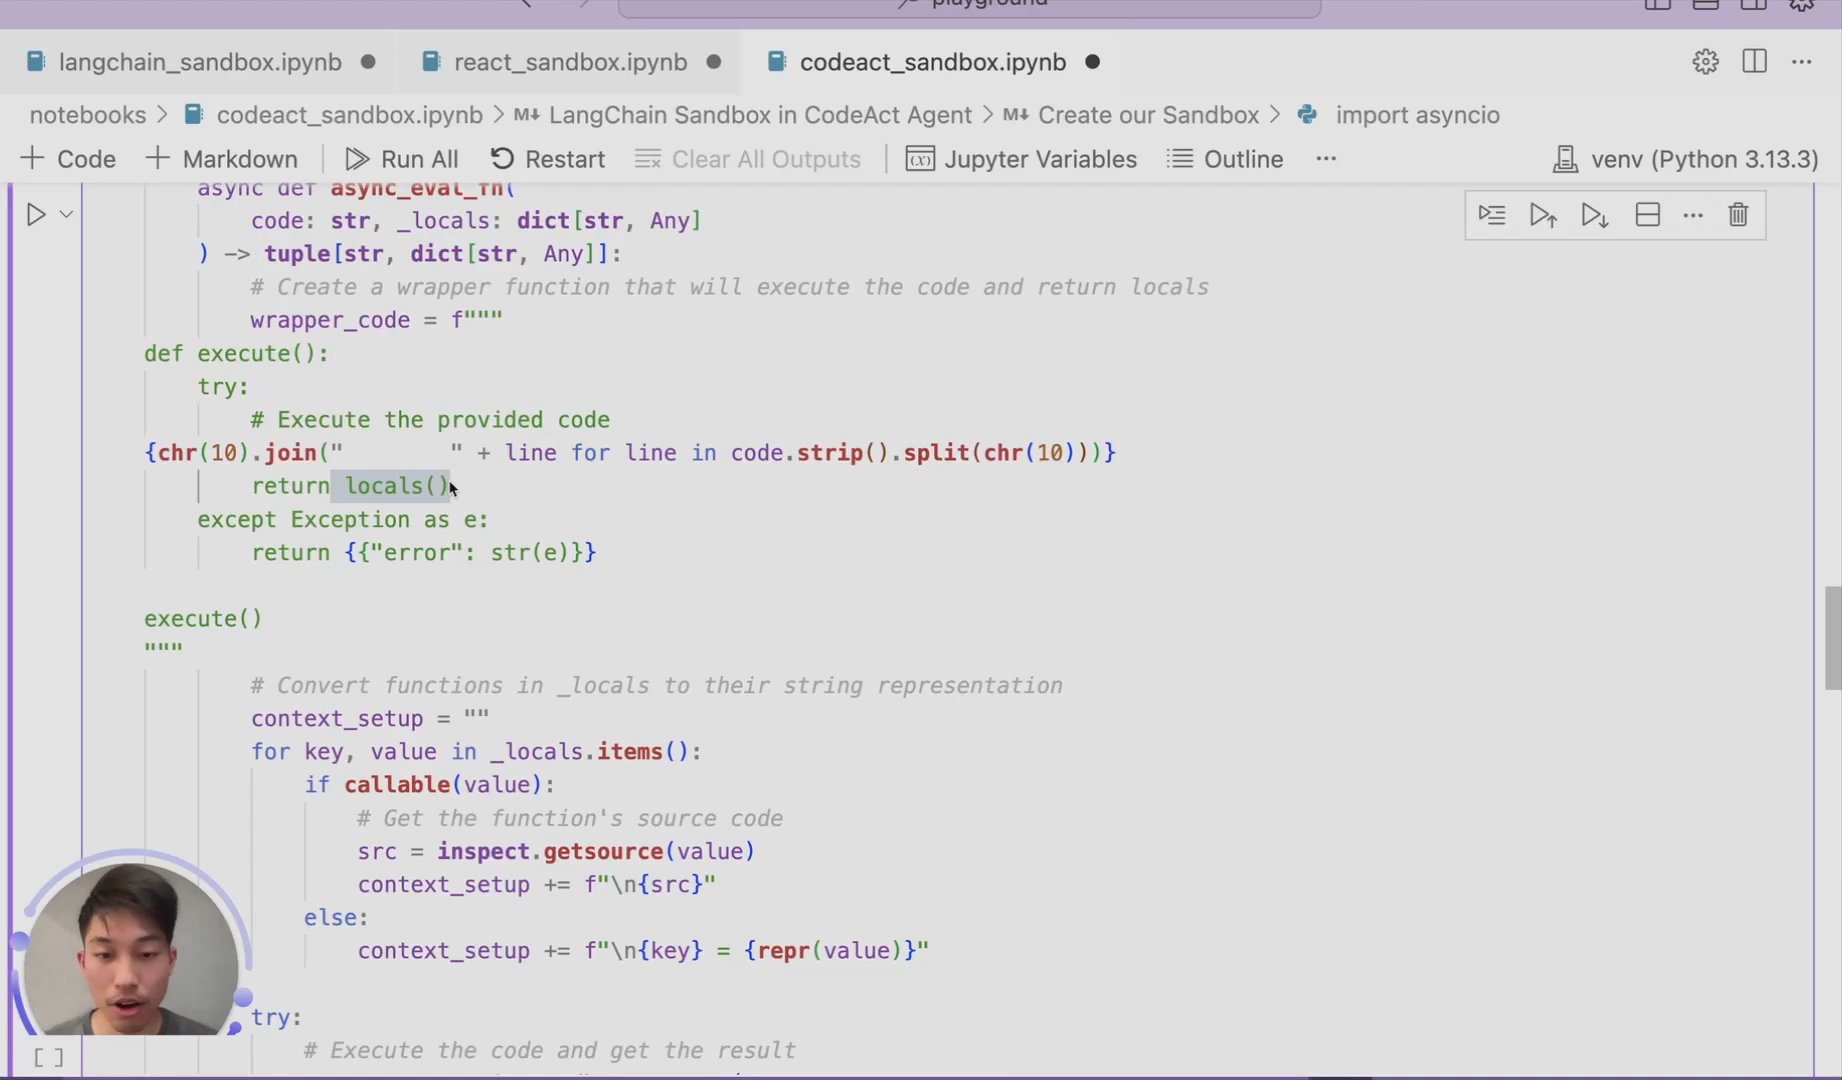 playground
langchain_sandbox.ipynb react_sandbox.ipynb codeact_sandbox.ipynb
notebooks > codeact_sandbox.ipynb > M↓ LangChain Sandbox in CodeAct Agent > M↓ Create our Sandbox > import asyncio
+ Code + Markdown Run All Restart Clear All Outputs Jupyter Variables Outline ... venv (Python 3.13.3)
async def async_eval_fn(
code: str, _locals: dict[str, Any]
) -> tuple[str, dict[str, Any]]:
# Create a wrapper function that will execute the code and return locals
wrapper_code = f"""
def execute():
try:
# Execute the provided code
{chr(10).join("        " + line for line in code.strip().split(chr(10)))}
return locals()
except Exception as e:
return {{"error": str(e)}}
execute()
"""
# Convert functions in _locals to their string representation
context_setup = ""
for key, value in _locals.items():
if callable(value):
# Get the function's source code
src = inspect.getsource(value)
context_setup += f"\n{src}"
else:
context_setup += f"\n{key} = {repr(value)}"
try:
# Execute the code and get the result
[ ]